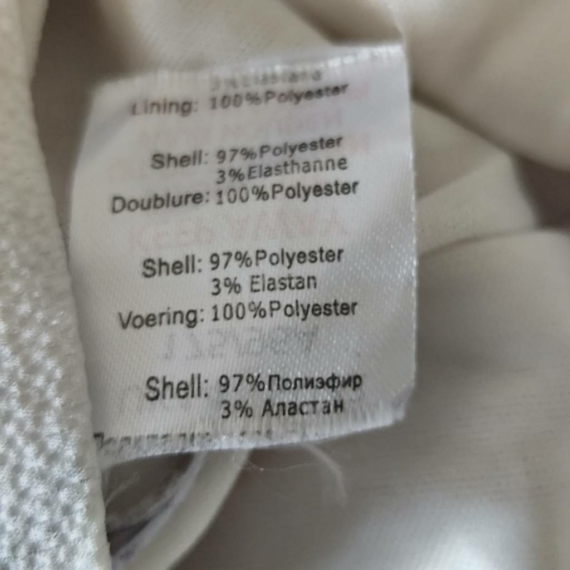 Lining: 100%Polyester
Shell: 97%Polyester
3%Elasthanne
Doublure: 100%Polyester
Shell: 97%Polyester
3% Elastan
Voering: 100%Polyester
Shell: 97%Полиэфир
3% Аластан